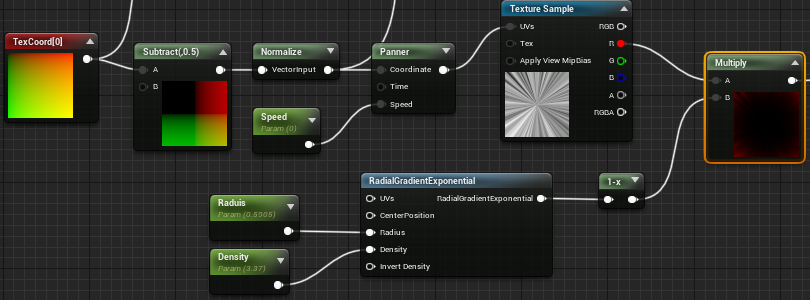 TexCoord[0]
Subtract(,0.5)
A
B
Normalize
VectorInput
Speed
Param (0)
Panner
Coordinate
Time
Speed
Texture Sample
UVs
RGB
Tex
R
Apply View MipBias
G
B
A
RGBA
Multiply
A
B
Raduis
Param (0.5905)
Density
Param (3.37)
RadialGradientExponential
UVs
RadialGradientExponential
CenterPosition
Radius
Density
Invert Density
1-x